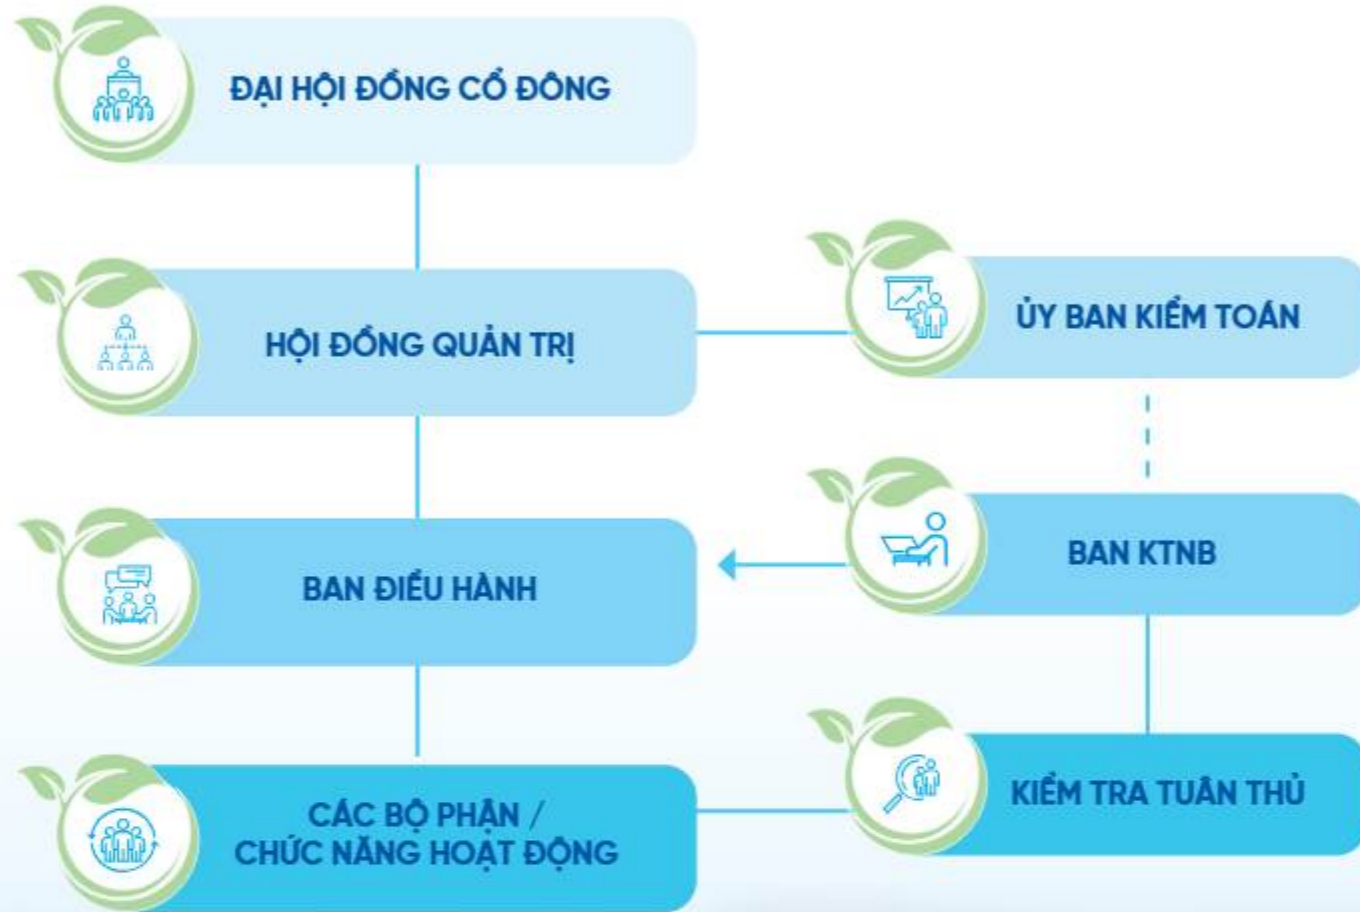 ĐẠI HỘI ĐỒNG CỔ ĐÔNG
HỘI ĐỒNG QUẢN TRỊ
ỦY BAN KIỂM TOÁN
BAN ĐIỀU HÀNH
BAN KTNB
CÁC BỘ PHẬN /
CHỨC NĂNG HOẠT ĐỘNG
KIỂM TRA TUÂN THỦ